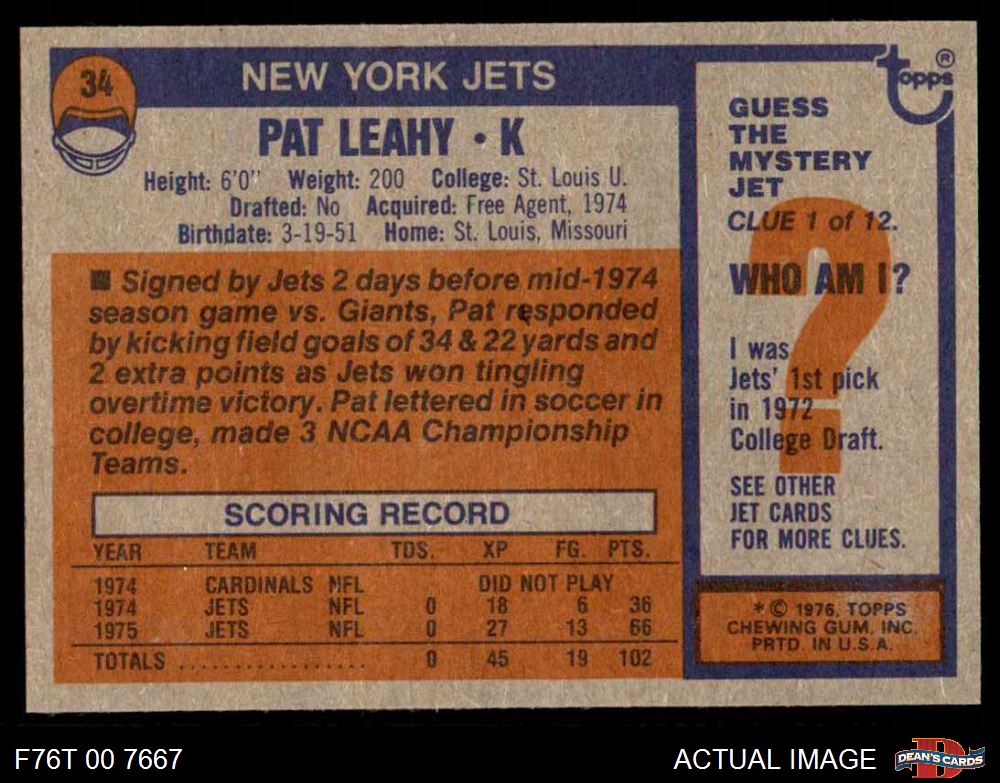 34
NEW YORK JETS
PAT LEAHY • K
Height: 6'0" Weight: 200 College: St. Louis U.
Drafted: No Acquired: Free Agent, 1974
Birthdate: 3-19-51 Home: St. Louis, Missouri
■ Signed by Jets 2 days before mid-1974
season game vs. Giants, Pat responded
by kicking field goals of 34 & 22 yards and
2 extra points as Jets won tingling
overtime victory. Pat lettered in soccer in
college, made 3 NCAA Championship
Teams.
SCORING RECORD
YEAR TEAM TDS. XP FG. PTS.
1974 CARDINALS NFL DID NOT PLAY
1974 JETS NFL 0 18 6 36
1975 JETS NFL 0 27 13 66
TOTALS .................. 0 45 19 102
topps ®
GUESS
THE
MYSTERY
JET
CLUE 1 of 12.
WHO AM I?
?
I was
Jets' 1st pick
in 1972
College Draft.
SEE OTHER
JET CARDS
FOR MORE CLUES.
* © 1976, TOPPS
CHEWING GUM, INC.
PRTD. IN U.S.A.
F76T 00 7667
ACTUAL IMAGE
D
DEAN'S CARDS